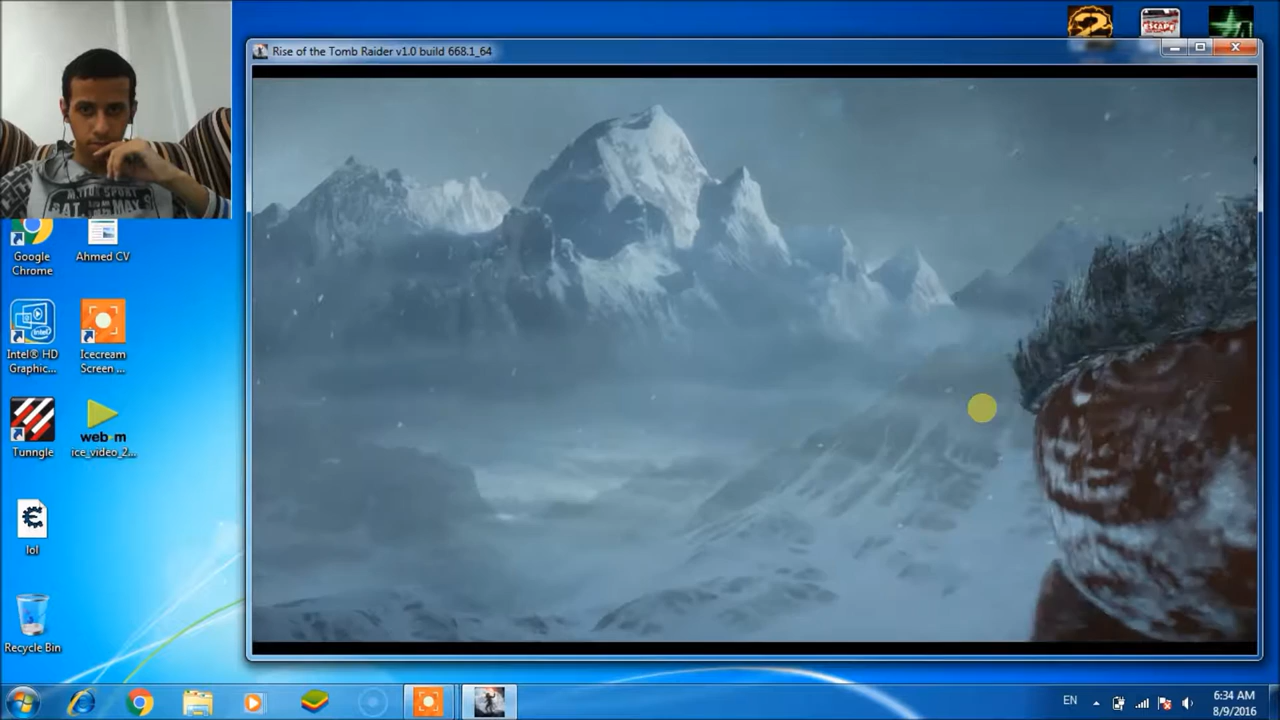 Rise of the Tomb Raider v1.0 build 668.1_64
ESCAPE
Google
Chrome
Ahmed CV
Intel® HD
Graphic...
Icecream
Screen ...
Tunngle
web-m
ice_video_2...
lol
Recycle Bin
EN
6:34 AM
8/9/2016